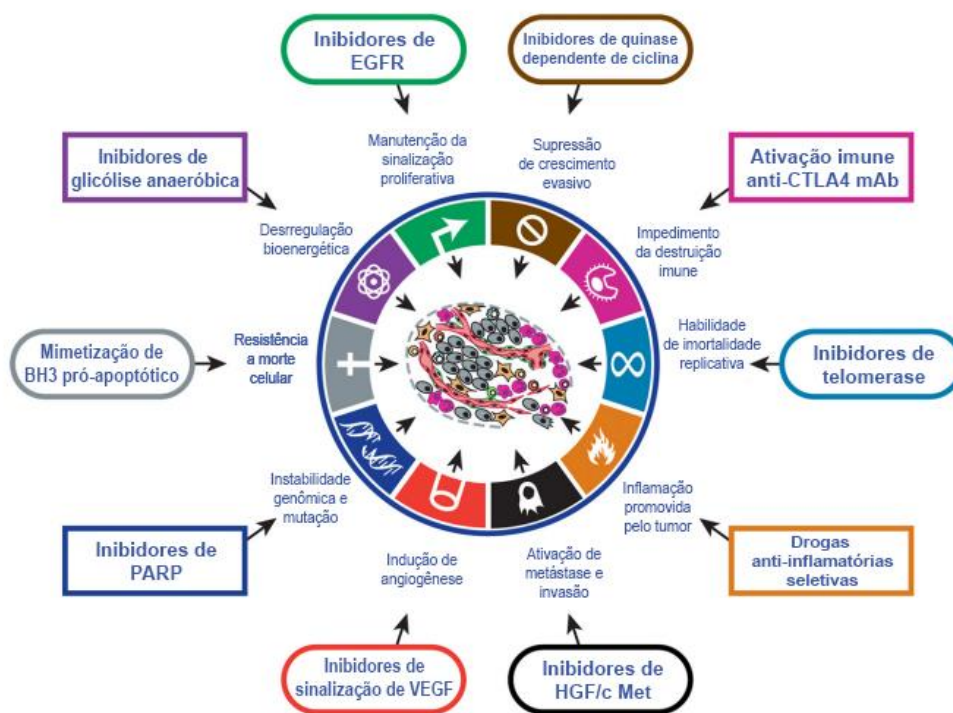 Inibidores de
EGFR
Inibidores de quinase
dependente de ciclina
Manutenção da
sinalização
proliferativa
Supressão
de crescimento
evasivo
Inibidores de
glicólise anaeróbica
Ativação imune
anti-CTLA4 mAb
Desrregulação
bioenergética
Impedimento
da destruição
imune
Mimetização de
BH3 pró-apoptótico
Resistência
a morte
celular
Habilidade
de imortalidade
replicativa
Inibidores de
telomerase
Instabilidade
genômica e
mutação
Inflamação
promovida
pelo tumor
Inibidores de
PARP
Indução de
angiogênese
Ativação de
metástase e
invasão
Drogas
anti-inflamatórias
seletivas
Inibidores de
sinalização de VEGF
Inibidores de
HGF/c Met